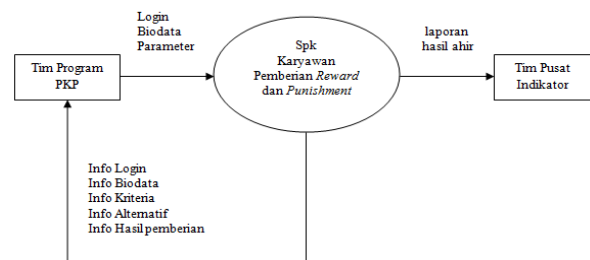 Login
Biodata
Parameter
Tim Program
PKP
Spk
Karyawan
Pemberian Reward
dan Punishment
laporan
hasil ahir
Tim Pusat
Indikator
Info Login
Info Biodata
Info Kriteria
Info Alternatif
Info Hasil pemberian